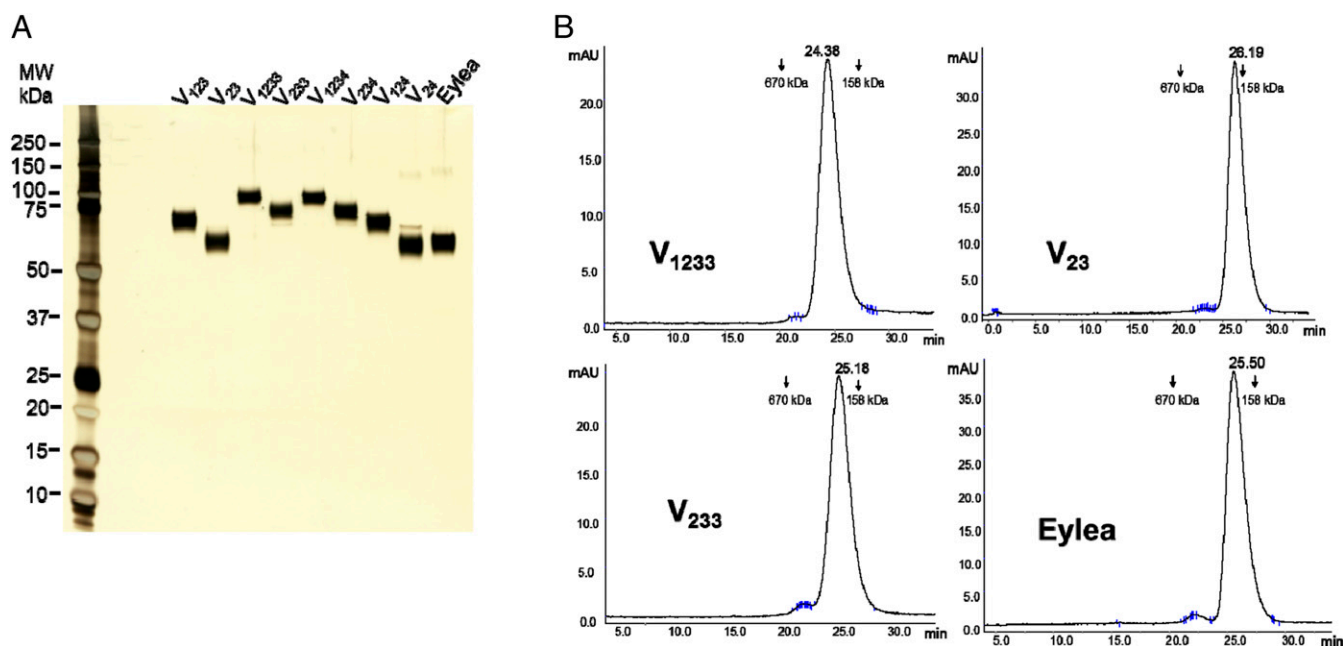 A
MW
kDa
V123 V23 V1233 V233 V1234 V234 V124 V24 Eylea
250
150
100
75
50
37
25
20
15
10
B
mAU
24.38
670 kDa
158 kDa
20.0
15.0
10.0
5.0
0.0
V1233
5.0 10.0 15.0 20.0 25.0 30.0 min
mAU
26.19
670 kDa
158 kDa
35.0
30.0
25.0
20.0
15.0
10.0
5.0
0.0
V23
0.0 5.0 10.0 15.0 20.0 25.0 30.0 min
mAU
25.18
670 kDa
158 kDa
20.0
15.0
10.0
5.0
0.0
V233
5.0 10.0 15.0 20.0 25.0 30.0 min
mAU
25.50
670 kDa
158 kDa
35.0
30.0
25.0
20.0
15.0
10.0
5.0
0.0
Eylea
5.0 10.0 15.0 20.0 25.0 30.0 min